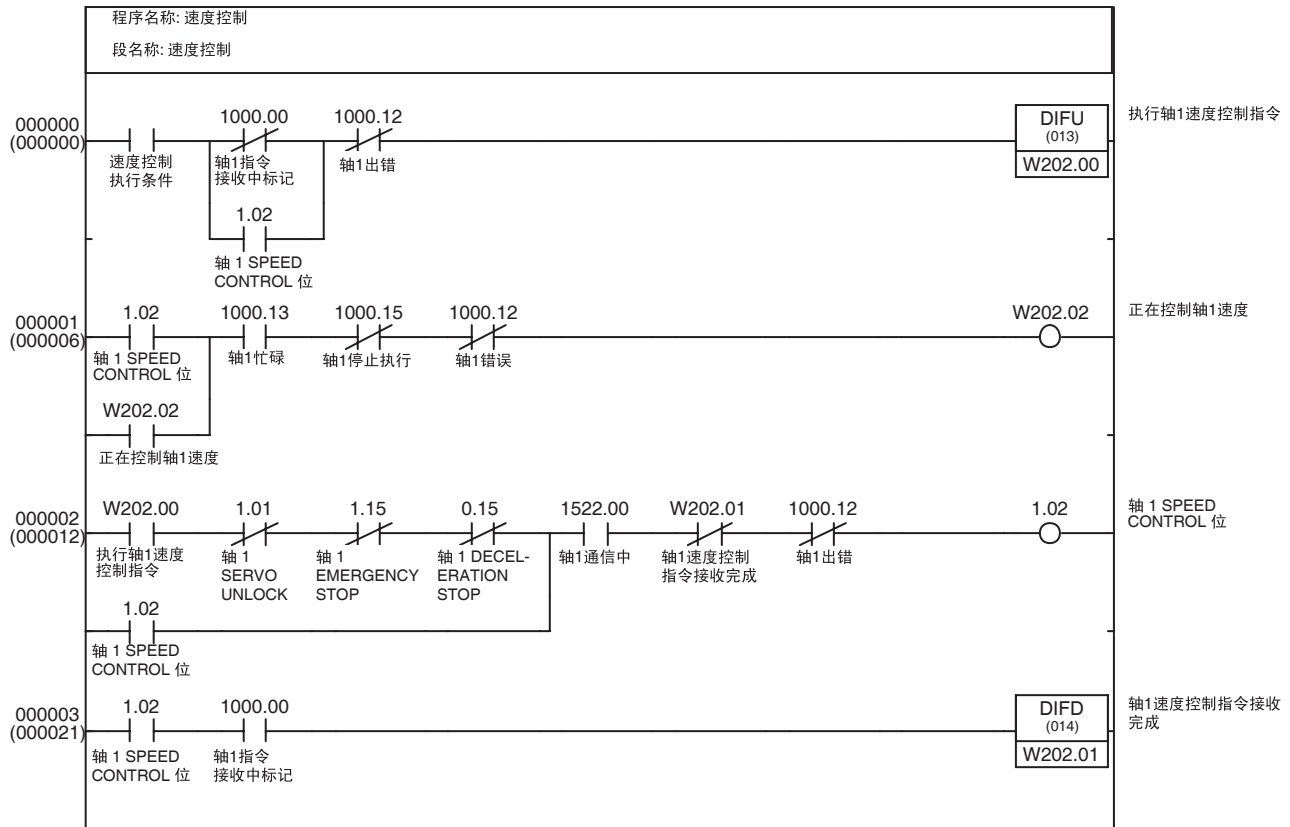 程序名称: 速度控制
段名称: 速度控制
000000
(000000)
速度控制
执行条件
1000.00
轴1指令
接收中标记
1000.12
轴1出错
DIFU
(013)
W202.00
执行轴1速度控制指令
1.02
轴 1 SPEED
CONTROL 位
000001
(000006)
1.02
轴 1 SPEED
CONTROL 位
1000.13
轴1忙碌
1000.15
轴1停止执行
1000.12
轴1错误
W202.02
正在控制轴1速度
W202.02
正在控制轴1速度
000002
(000012)
W202.00
执行轴1速度
控制指令
1.01
轴 1
SERVO
UNLOCK
1.15
轴 1
EMERGENCY
STOP
0.15
轴 1 DECEL-
ERATION
STOP
1522.00
轴1通信中
W202.01
轴1速度控制
指令接收完成
1000.12
轴1出错
1.02
轴 1 SPEED
CONTROL 位
1.02
轴 1 SPEED
CONTROL 位
000003
(000021)
1.02
轴 1 SPEED
CONTROL 位
1000.00
轴1指令
接收中标记
DIFD
(014)
W202.01
轴1速度控制指令接收
完成